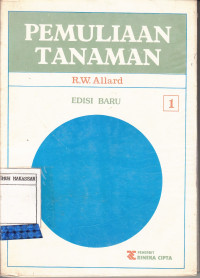 PEMULIAAN
TANAMAN
R.W. Allard
EDISI BARU
1
PENERBIT
RINEKA CIPTA